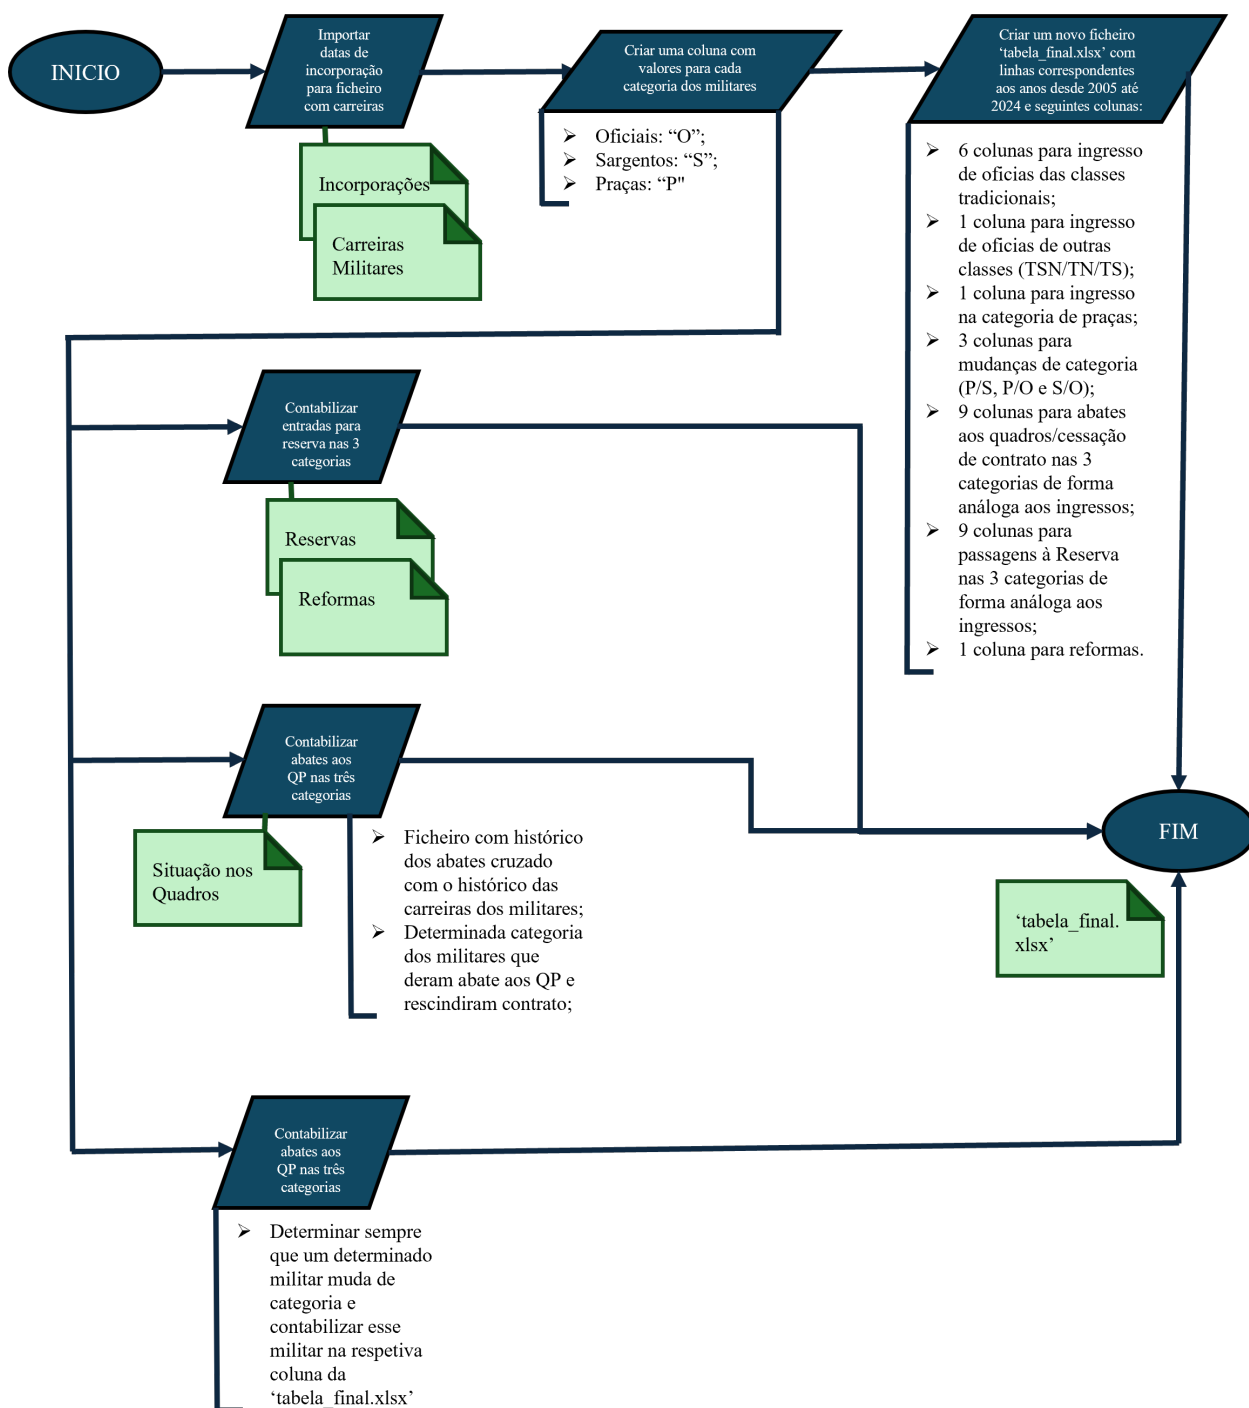 INICIO
Importar
datas de
incorporação
para ficheiro
com carreiras
Incorporações
Carreiras
Militares
Criar uma coluna com
valores para cada
categoria dos militares
➢ Oficiais: “O”;
➢ Sargentos: “S”;
➢ Praças: “P"
Criar um novo ficheiro
‘tabela_final.xlsx’ com
linhas correspondentes
aos anos desde 2005 até
2024 e seguintes colunas:
➢ 6 colunas para ingresso
de oficias das classes
tradicionais;
➢ 1 coluna para ingresso
de oficias de outras
classes (TSN/TN/TS);
➢ 1 coluna para ingresso
na categoria de praças;
➢ 3 colunas para
mudanças de categoria
(P/S, P/O e S/O);
➢ 9 colunas para abates
aos quadros/cessação
de contrato nas 3
categorias de forma
análoga aos ingressos;
➢ 9 colunas para
passagens à Reserva
nas 3 categorias de
forma análoga aos
ingressos;
➢ 1 coluna para reformas.
Contabilizar
entradas para
reserva nas 3
categorias
Reservas
Reformas
Contabilizar
abates aos
QP nas três
categorias
Situação nos
Quadros
➢ Ficheiro com histórico
dos abates cruzado
com o histórico das
carreiras dos militares;
➢ Determinada categoria
dos militares que
deram abate aos QP e
rescindiram contrato;
FIM
‘tabela_final.
xlsx’
Contabilizar
abates aos
QP nas três
categorias
➢ Determinar sempre
que um determinado
militar muda de
categoria e
contabilizar esse
militar na respetiva
coluna da
‘tabela_final.xlsx’